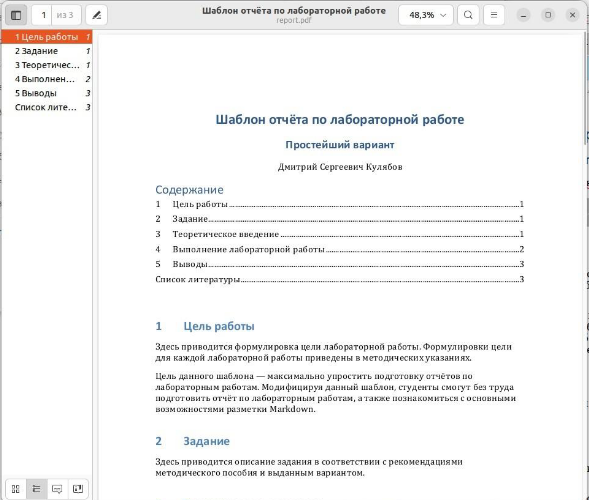 Шаблон отчёта по лабораторной работе
report.pdf
1 из 3
48,3%
1 Цель работы 1
2 Задание 1
3 Теоретичес… 1
4 Выполнен… 2
5 Выводы 3
Список лите… 3
Шаблон отчёта по лабораторной работе
Простейший вариант
Дмитрий Сергеевич Кулябов
Содержание
1 Цель работы 1
2 Задание 1
3 Теоретическое введение 1
4 Выполнение лабораторной работы 2
5 Выводы 3
Список литературы 3
1 Цель работы
Здесь приводится формулировка цели лабораторной работы. Формулировки цели
для каждой лабораторной работы приведены в методических указаниях.
Цель данного шаблона — максимально упростить подготовку отчётов по
лабораторным работам. Модифицируя данный шаблон, студенты смогут без труда
подготовить отчёт по лабораторным работам, а также познакомиться с основными
возможностями разметки Markdown.
2 Задание
Здесь приводится описание задания в соответствии с рекомендациями
методического пособия и выданным вариантом.